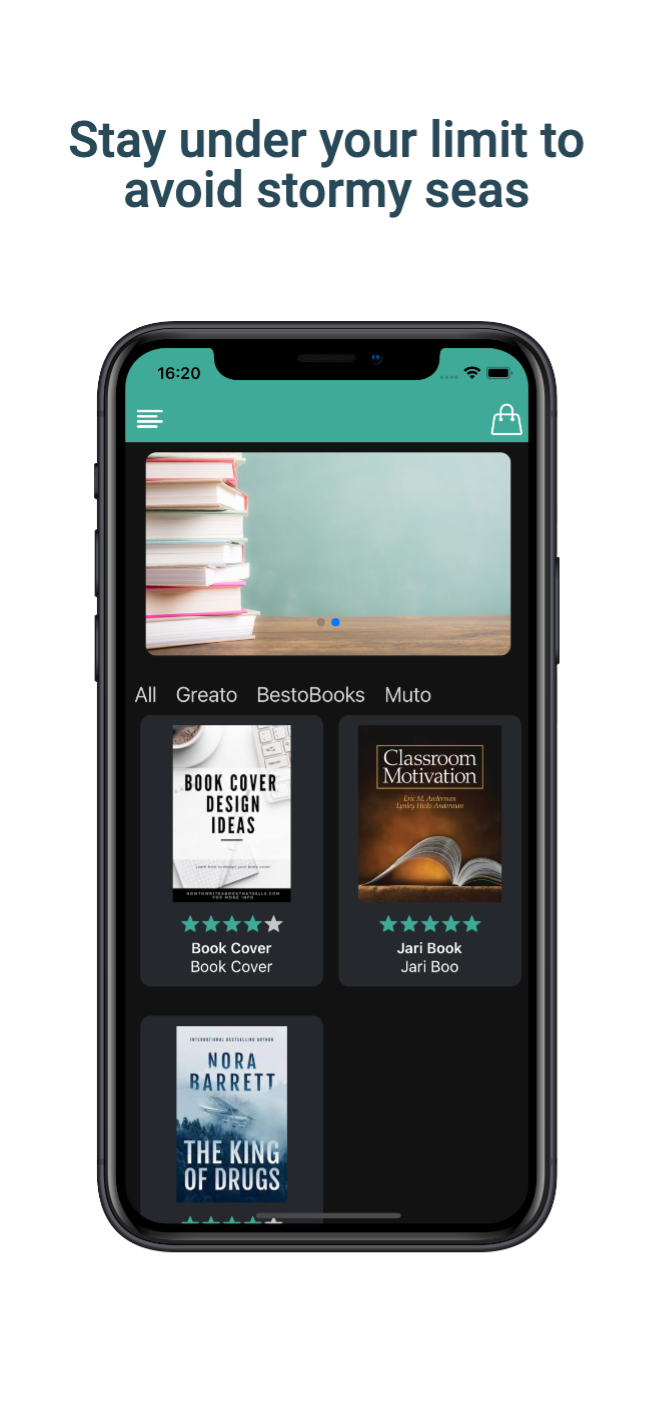 Stay under your limit to
avoid stormy seas
16:20
All Greato BestoBooks Muto
BOOK COVER
DESIGN
IDEAS
Learn how to design your book cover
HOWTOWRITEABOOKTHATSELLS.COM
FOR MORE INFO
Classroom
Motivation
Eric M. Anderman
Lynley Hicks Anderman
Book Cover
Book Cover
Jari Book
Jari Boo
INTERNATIONAL BESTSELLING AUTHOR
NORA
BARRETT
THE KING
OF DRUGS